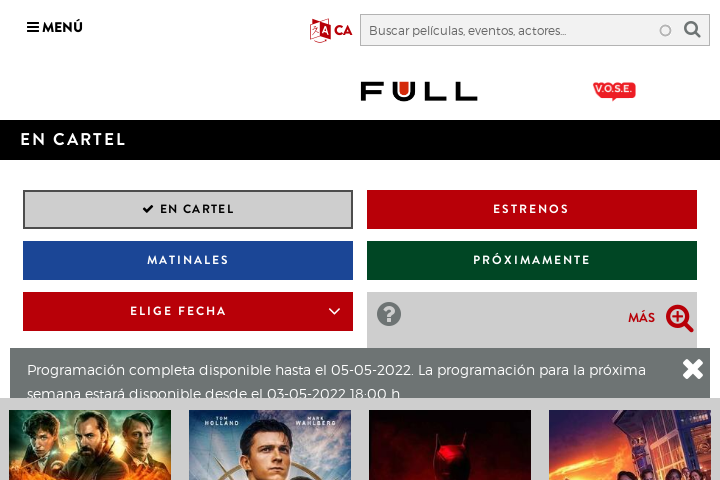 MENÚ
CA
Buscar películas, eventos, actores...
FULL
V.O.S.E.
EN CARTEL
EN CARTEL
ESTRENOS
MATINALES
PRÓXIMAMENTE
ELIGE FECHA
MÁS
Programación completa disponible hasta el 05-05-2022. La programación para la próxima
semana estará disponible desde el 03-05-2022 18:00 h
TOM HOLLAND
MARK WAHLBERG